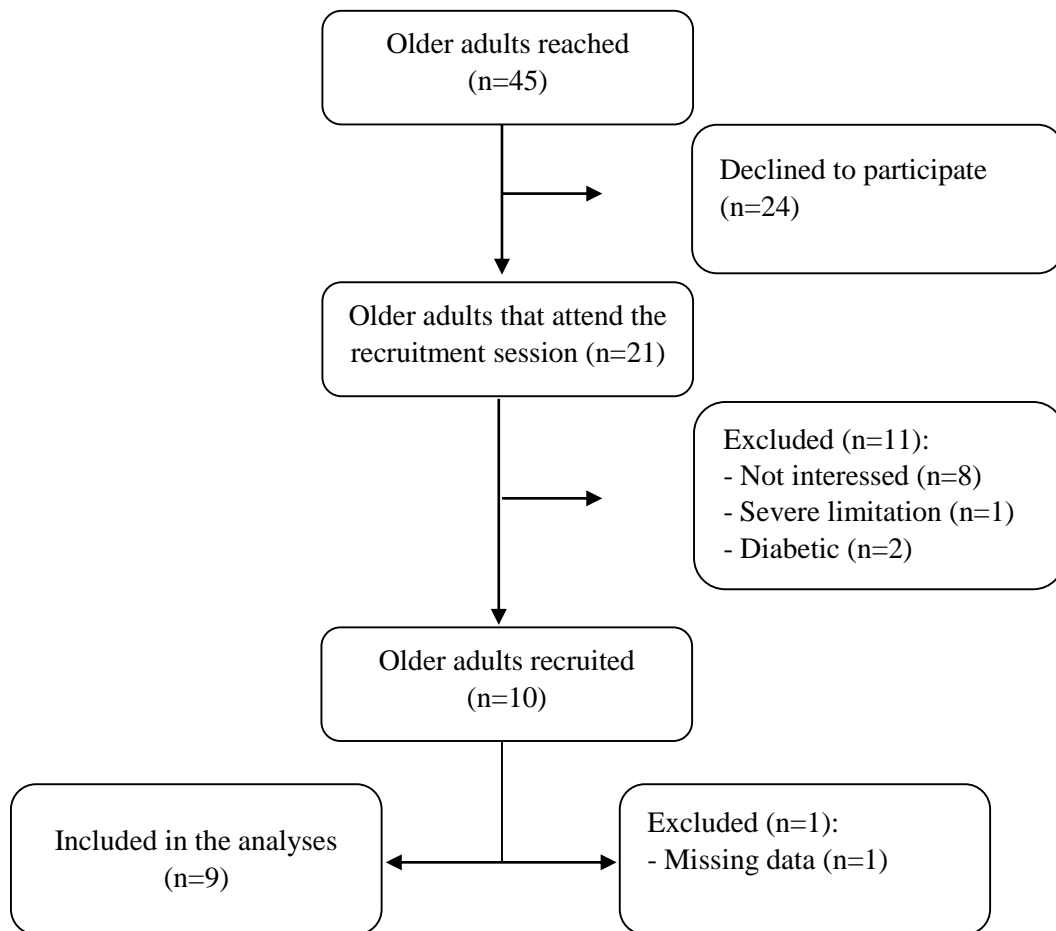 Older adults reached
(n=45)
Declined to participate
(n=24)
Older adults that attend the
recruitment session (n=21)
Excluded (n=11):
- Not interessed (n=8)
- Severe limitation (n=1)
- Diabetic (n=2)
Older adults recruited
(n=10)
Included in the analyses
(n=9)
Excluded (n=1):
- Missing data (n=1)